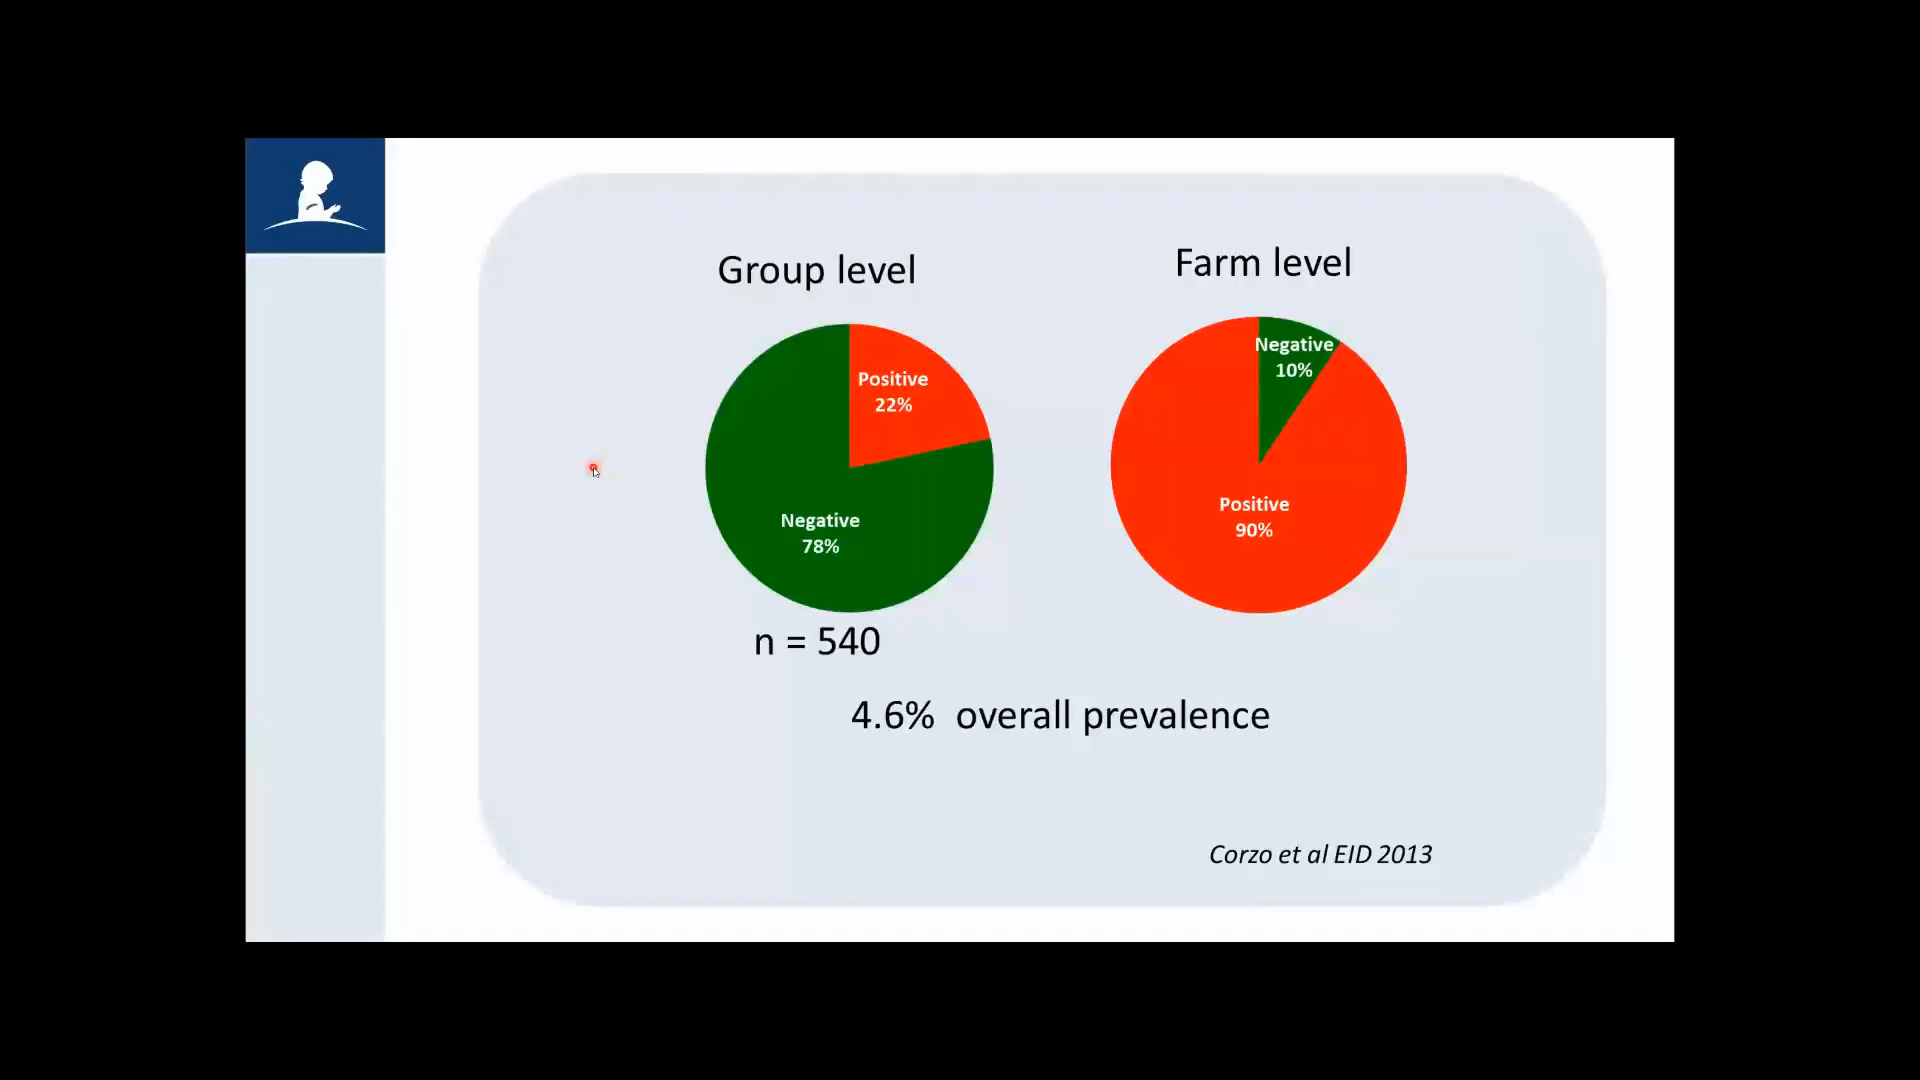 Group level
Farm level
Positive
22%
Negative
78%
Negative
10%
Positive
90%
n = 540
4.6% overall prevalence
Corzo et al EID 2013